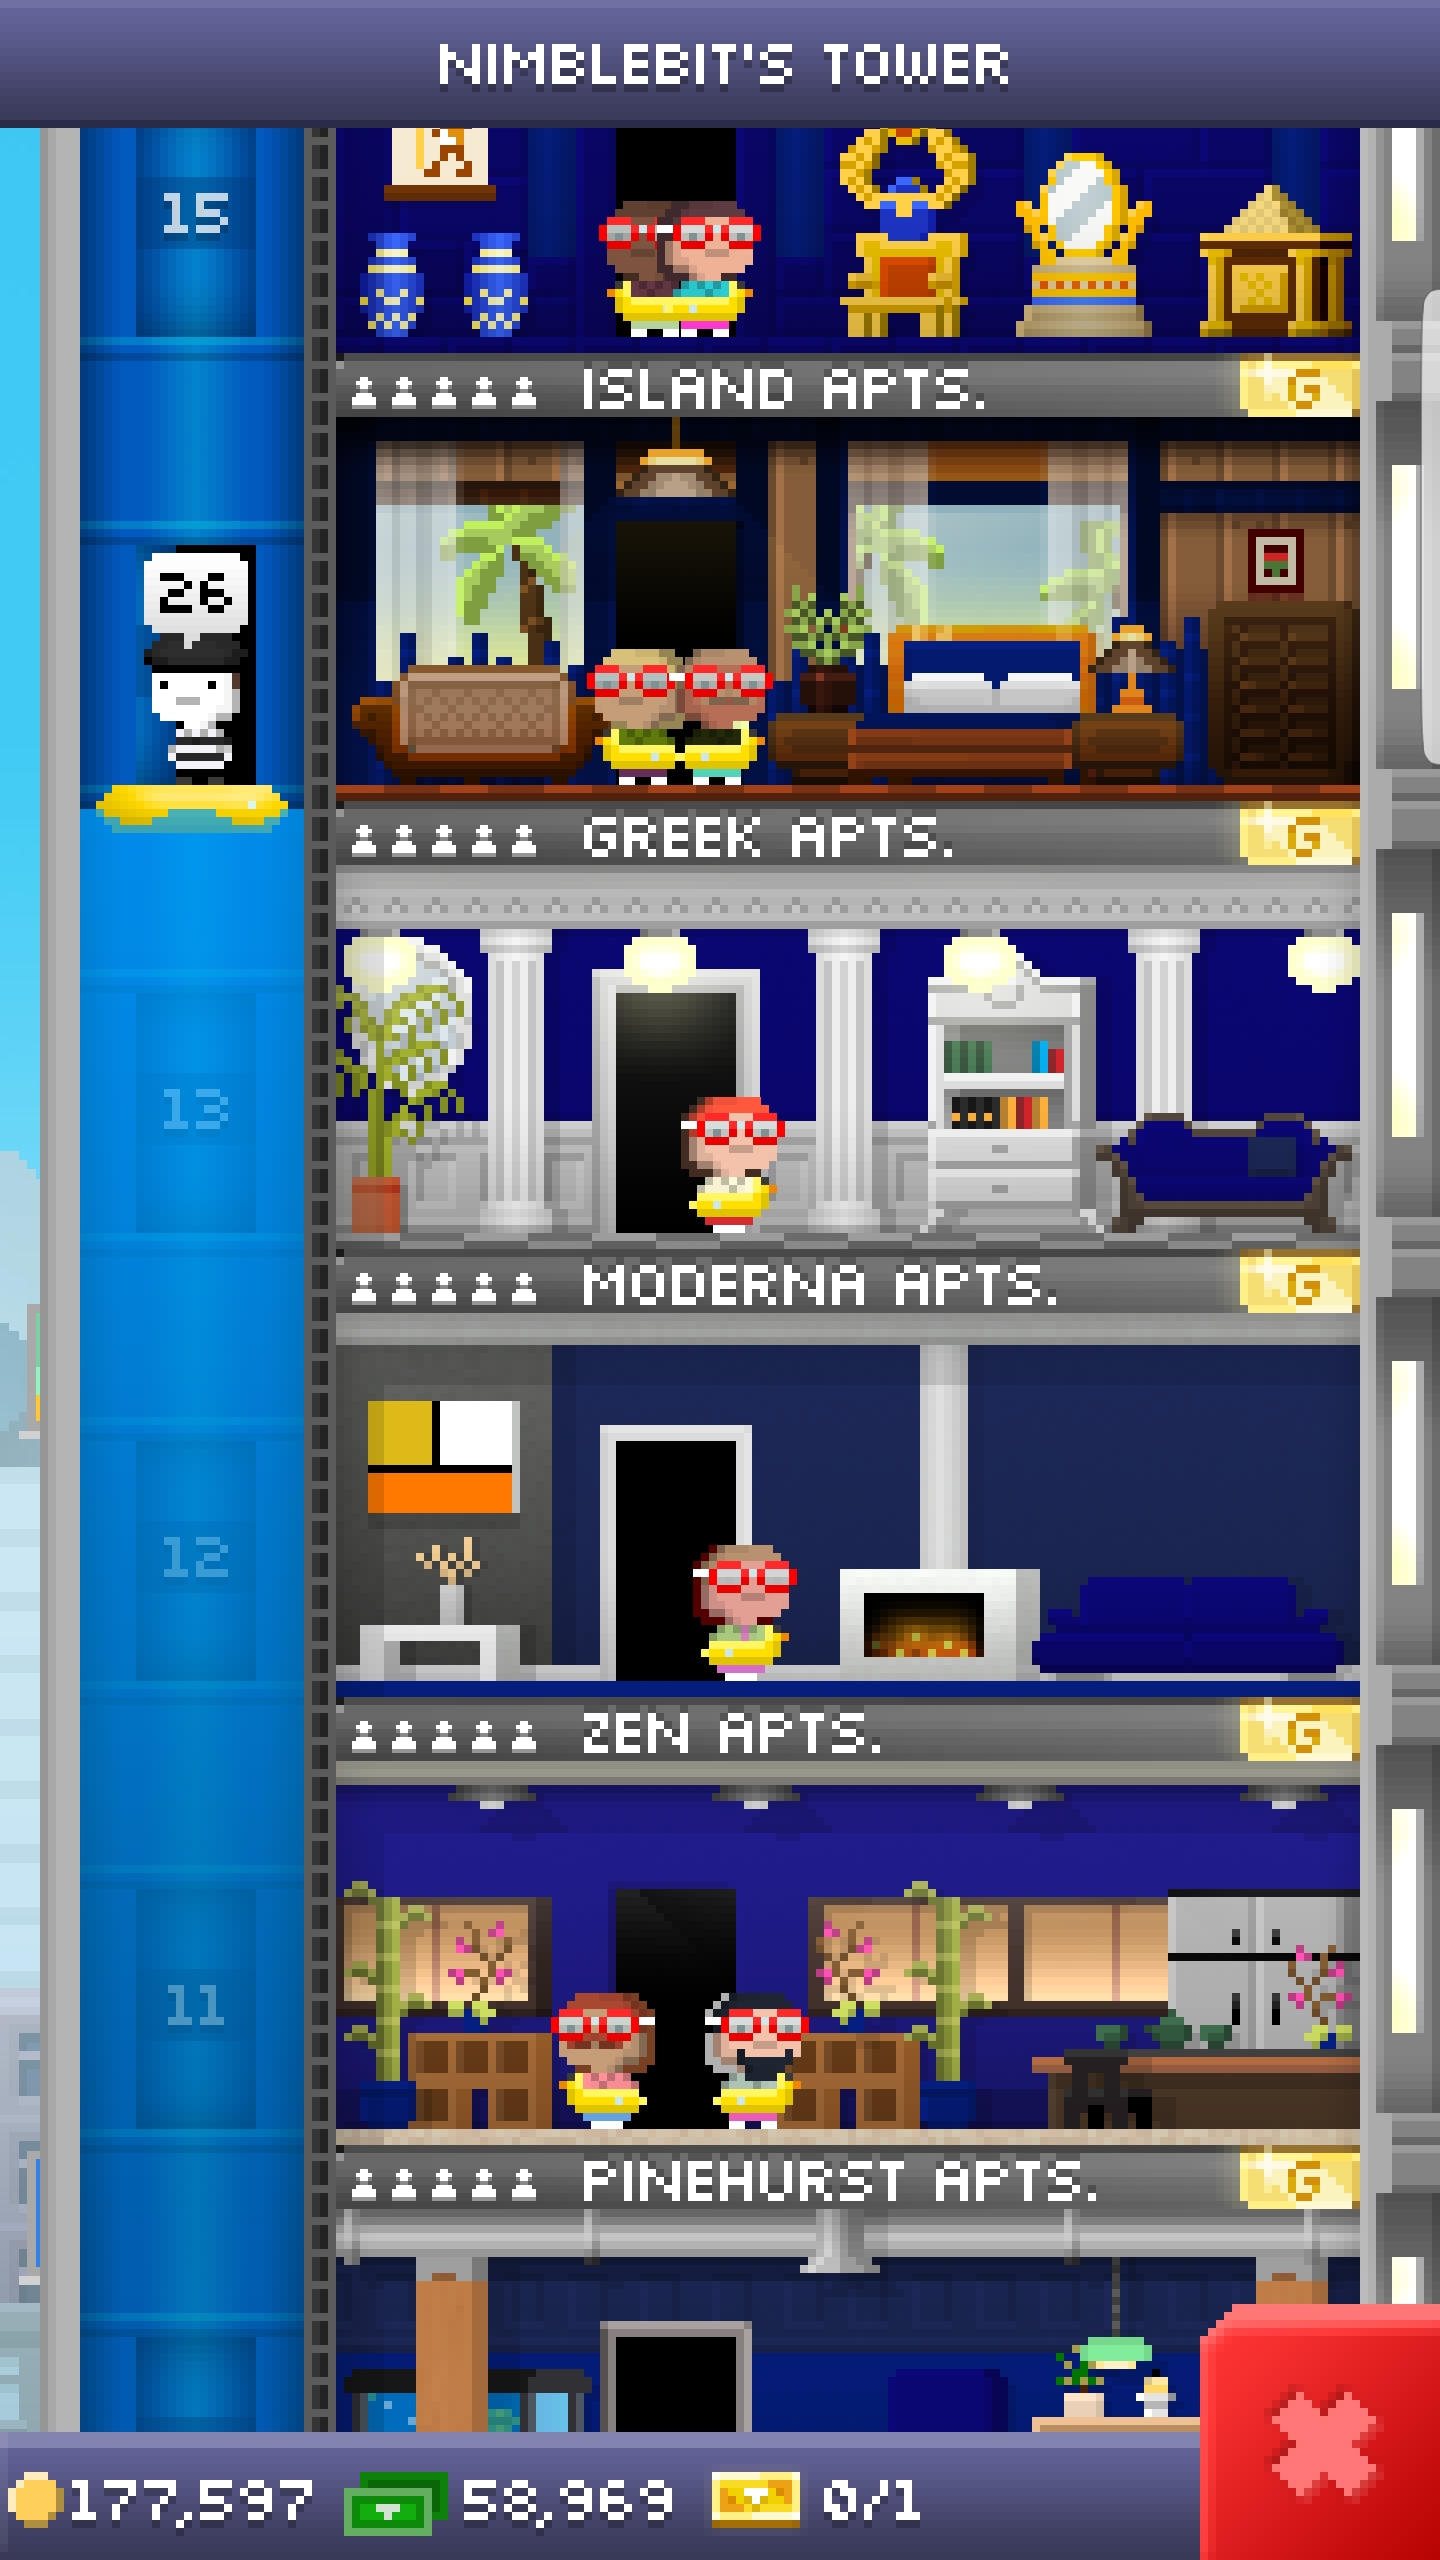 NIMBLEBIT'S TOWER
15
ISLAND APTS. G
26
GREEK APTS. G
13
MODERNA APTS. G
12
ZEN APTS. G
11
PINEHURST APTS. G
177,597 58,969 0/1